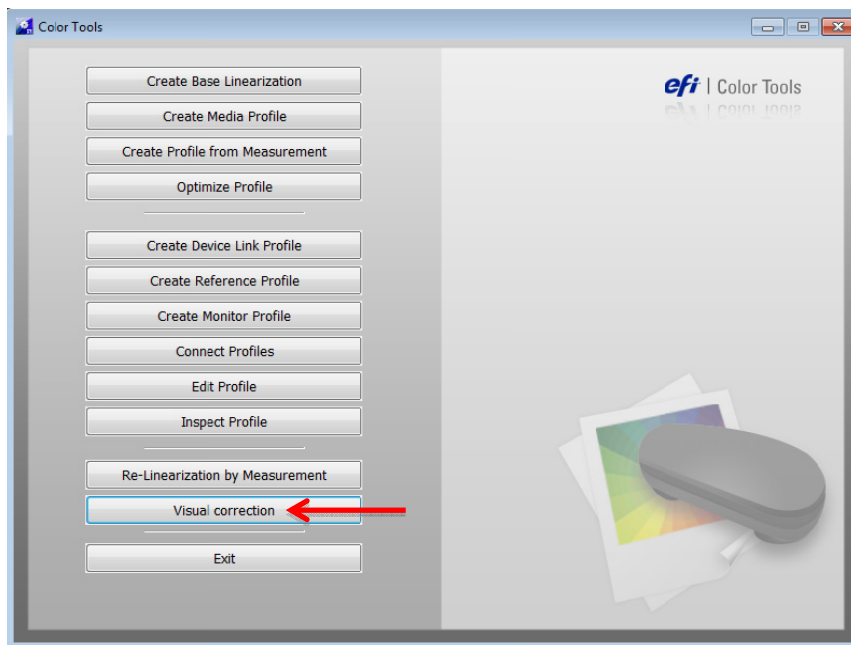 Color Tools
efi | Color Tools
Create Base Linearization
Create Media Profile
Create Profile from Measurement
Optimize Profile
Create Device Link Profile
Create Reference Profile
Create Monitor Profile
Connect Profiles
Edit Profile
Inspect Profile
Re-Linearization by Measurement
Visual correction
Exit